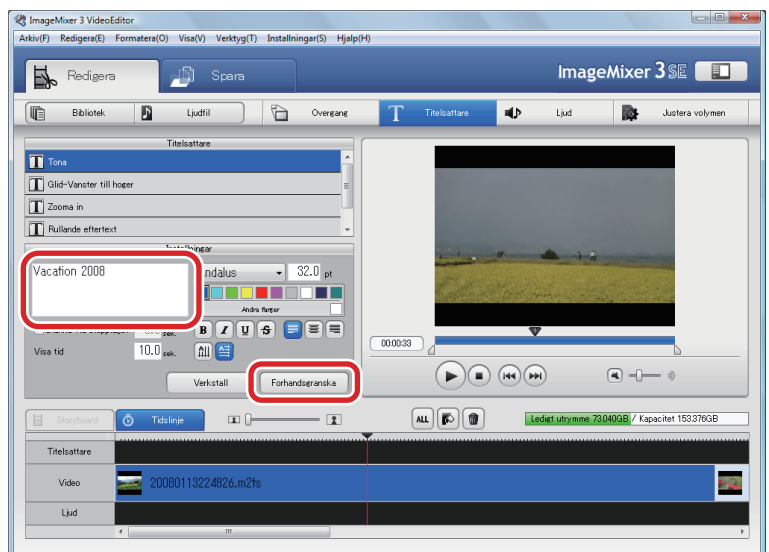 ImageMixer 3 VideoEditor
Arkiv(F) Redigera(E) Formatera(O) Visa(V) Verktyg(T) Installningar(S) Hjalp(H)
Redigera Spara ImageMixer 3 SE
Bibliotek Ljudfil Overgang T Titelsattare Ljud Justera volymen
Titelsattare
T Tona
T Glid-Vanster till hoger
T Zooma in
T Rullande eftertext
Installningar
Vacation 2008
ndalus 32.0 pt
Andra farger
sek. B I U S
Visa tid 10.0 sek.
00:00:33
Verkstall Forhandsgranska
Storyboard Tidslinje ALL Ledigt utrymme 73.040GB / Kapacitet 153.376GB
Titelsattare
Video 20080113224826.m2ts
Ljud